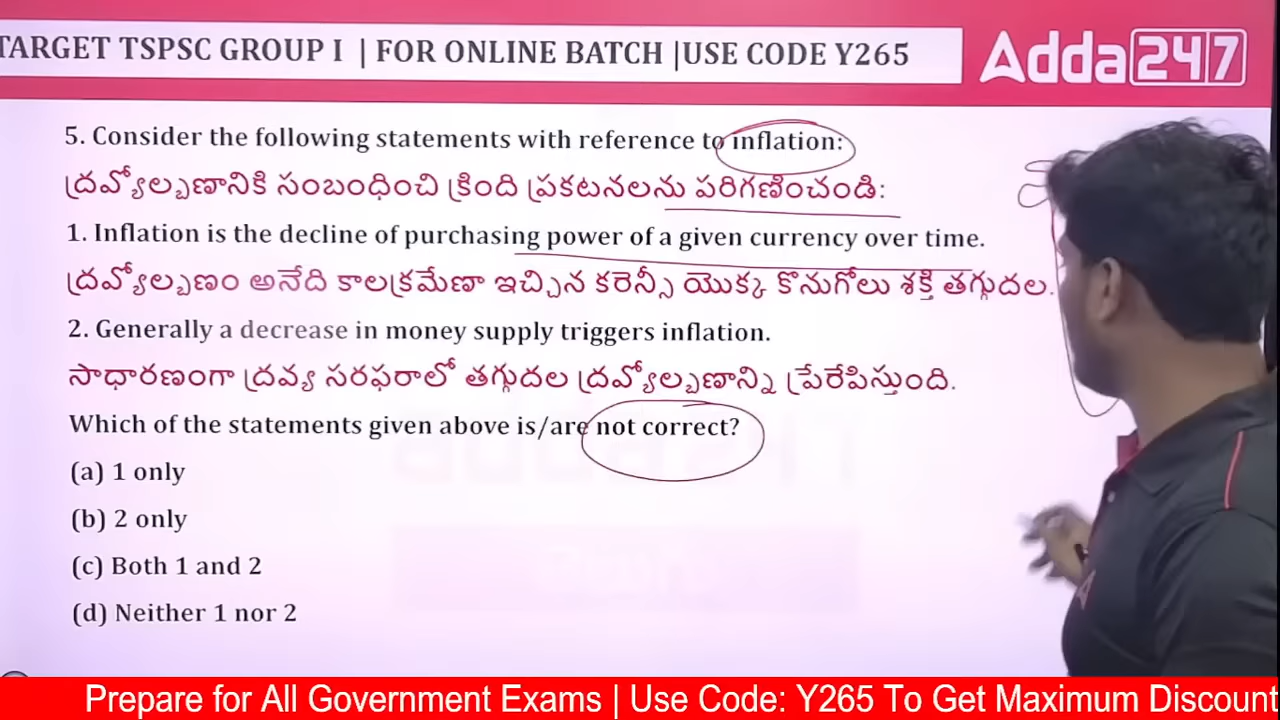 TARGET TSPSC GROUP I | FOR ONLINE BATCH |USE CODE Y265
Adda247
5. Consider the following statements with reference to inflation:
ద్రవ్యోల్బణానికి సంబంధించి క్రింది ప్రకటనలను పరిగణించండి:
1. Inflation is the decline of purchasing power of a given currency over time.
ద్రవ్యోల్బణం అనేది కాలక్రమేణా ఇచ్చిన కరెన్సీ యొక్క కొనుగోలు శక్తి తగ్గుదల.
2. Generally a decrease in money supply triggers inflation.
సాధారణంగా ద్రవ్య సరఫరాలో తగ్గుదల ద్రవ్యోల్బణాన్ని ప్రేరేపిస్తుంది.
Which of the statements given above is/are not correct?
(a) 1 only
(b) 2 only
(c) Both 1 and 2
(d) Neither 1 nor 2
Prepare for All Government Exams | Use Code: Y265 To Get Maximum Discount